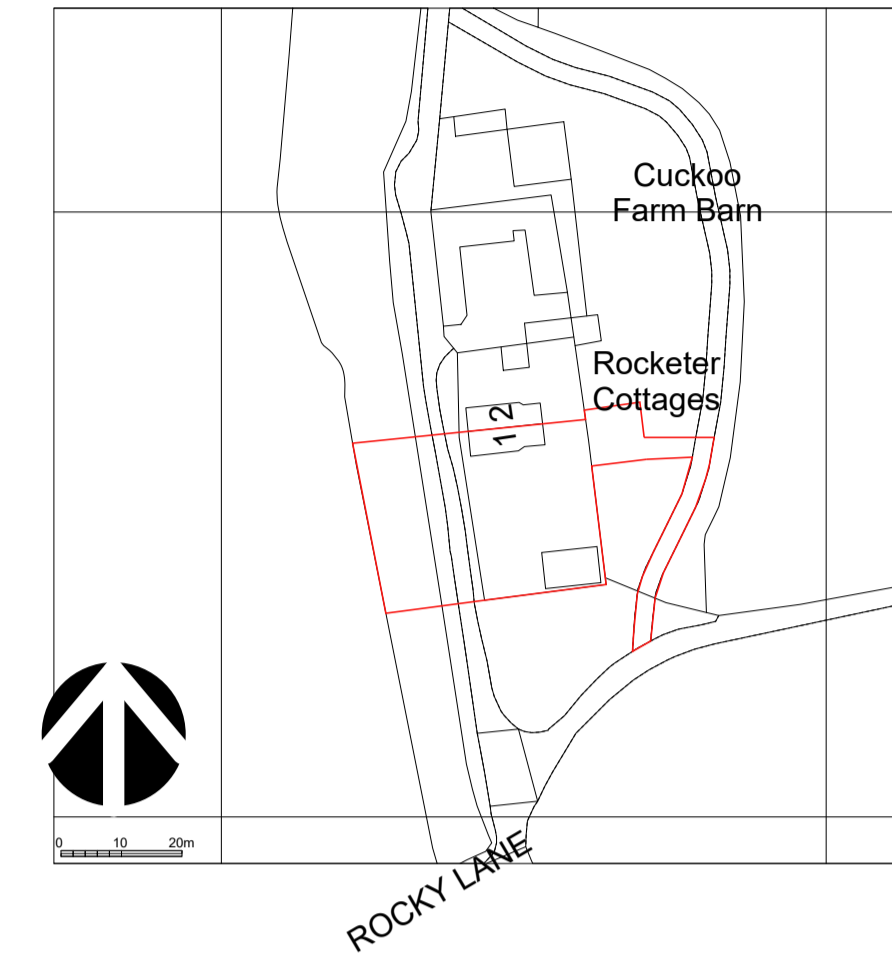 Cuckoo
Farm Barn
Rocketer
Cottages
2
1
0 10 20m
ROCKY LANE